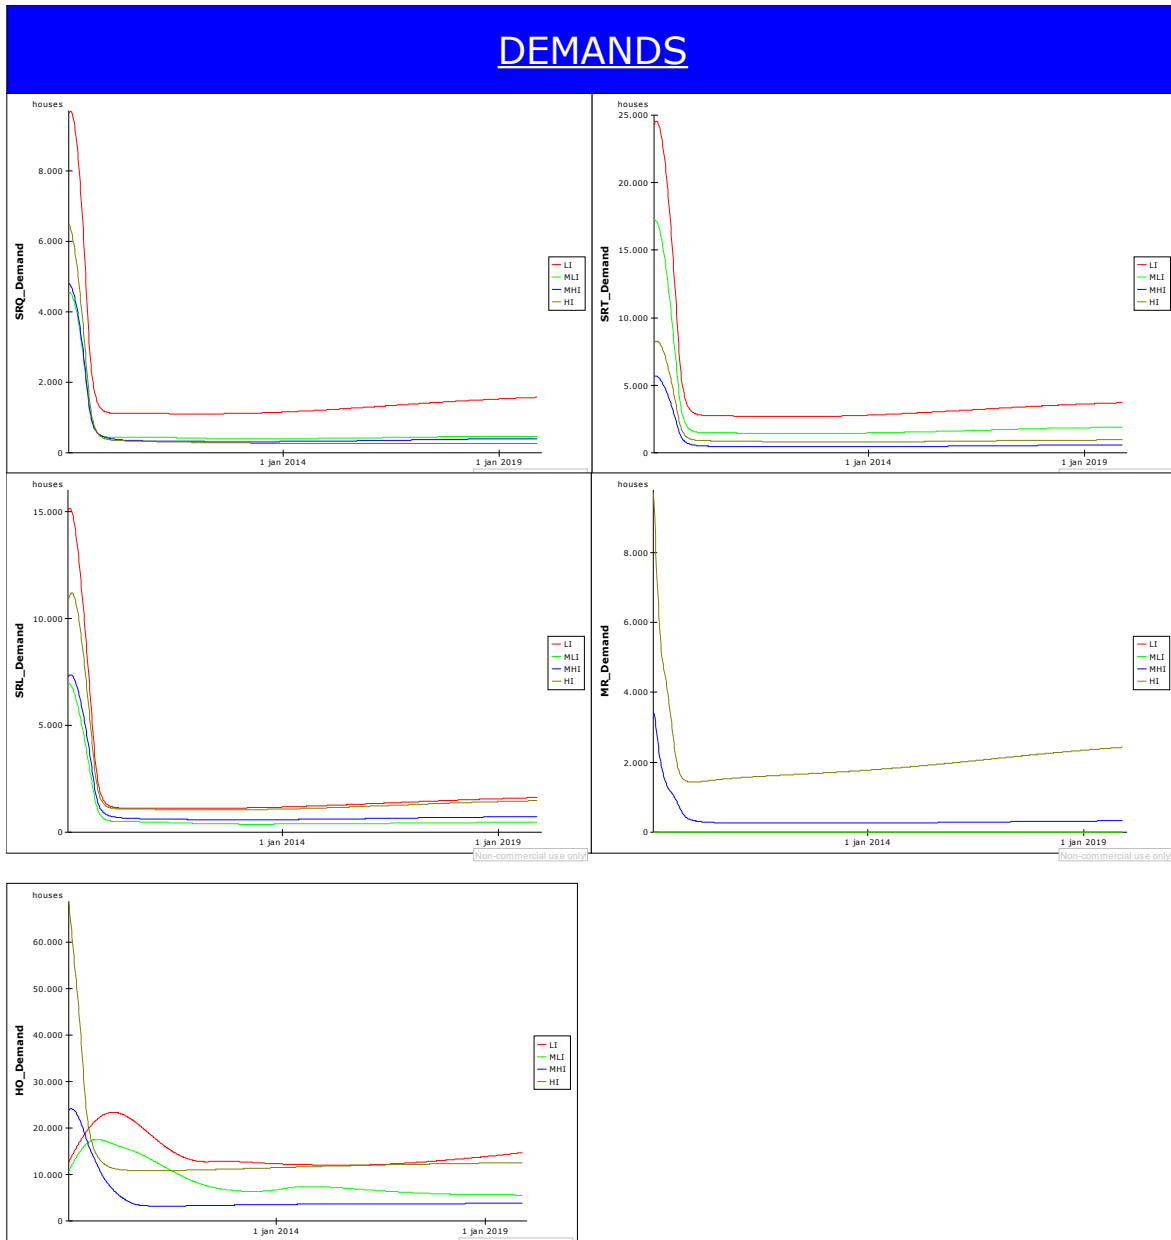 DEMANDS
houses
8.000
6.000
4.000
2.000
0
SRQ_Demand
1 jan 2014
1 jan 2019
LI
MLI
MHI
HI
houses
25.000
20.000
15.000
10.000
5.000
0
SRT_Demand
1 jan 2014
1 jan 2019
LI
MLI
MHI
HI
houses
15.000
10.000
5.000
0
SRL_Demand
1 jan 2014
1 jan 2019
LI
MLI
MHI
HI
Non-commercial use only!
houses
8.000
6.000
4.000
2.000
0
MR_Demand
1 jan 2014
1 jan 2019
LI
MLI
MHI
HI
Non-commercial use only!
houses
60.000
50.000
40.000
30.000
20.000
10.000
0
HO_Demand
1 jan 2014
1 jan 2019
LI
MLI
MHI
HI